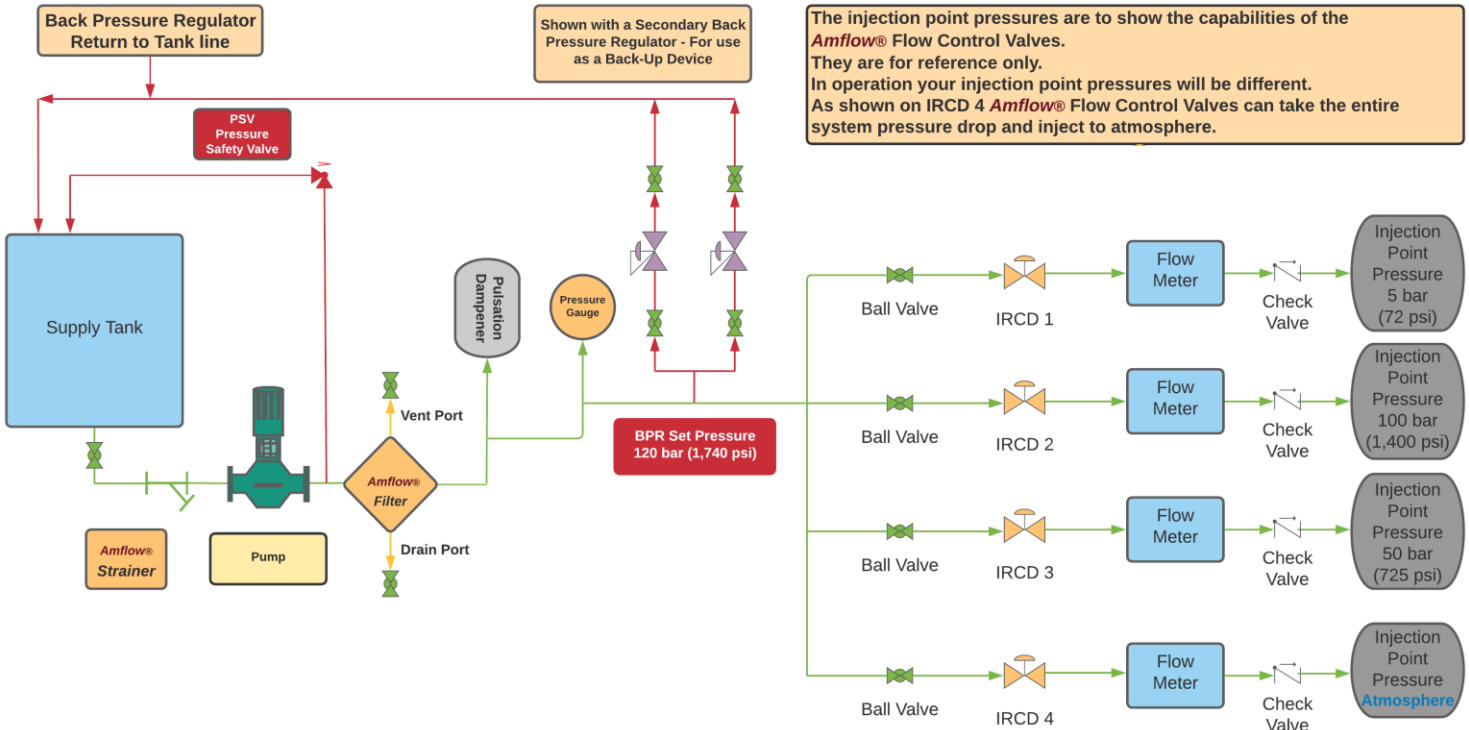 Back Pressure Regulator
Return to Tank line
Shown with a Secondary Back
Pressure Regulator - For use
as a Back-Up Device
The injection point pressures are to show the capabilities of the
Amflow® Flow Control Valves.
They are for reference only.
In operation your injection point pressures will be different.
As shown on IRCD 4 Amflow® Flow Control Valves can take the entire
system pressure drop and inject to atmosphere.
PSV
Pressure
Safety Valve
Supply Tank
Pulsation
Dampener
Pressure
Gauge
Vent Port
Amflow®
Filter
Drain Port
Amflow®
Strainer
Pump
BPR Set Pressure
120 bar (1,740 psi)
Ball Valve
IRCD 1
Flow
Meter
Check
Valve
Injection
Point
Pressure
5 bar
(72 psi)
Ball Valve
IRCD 2
Flow
Meter
Check
Valve
Injection
Point
Pressure
100 bar
(1,400 psi)
Ball Valve
IRCD 3
Flow
Meter
Check
Valve
Injection
Point
Pressure
50 bar
(725 psi)
Ball Valve
IRCD 4
Flow
Meter
Check
Valve
Injection
Point
Pressure
Atmosphere